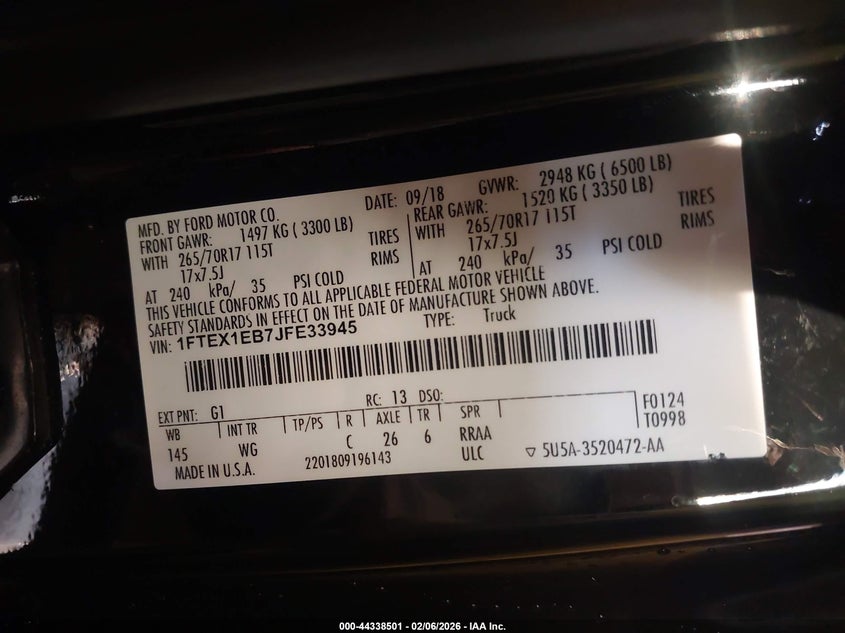 MFD. BY FORD MOTOR CO.
DATE: 09/18 GVWR: 2948 KG ( 6500 LB)
FRONT GAWR: 1497 KG ( 3300 LB)
WITH 265/70R17 115T TIRES
17x7.5J RIMS
AT 240 kPa/ 35 PSI COLD
REAR GAWR: 1520 KG ( 3350 LB)
WITH 265/70R17 115T TIRES
17x7.5J RIMS
AT 240 kPa/ 35 PSI COLD
THIS VEHICLE CONFORMS TO ALL APPLICABLE FEDERAL MOTOR VEHICLE
SAFETY STANDARDS IN EFFECT ON THE DATE OF MANUFACTURE SHOWN ABOVE.
VIN: 1FTEX1EB7JFE33945 TYPE: Truck
EXT PNT: G1 RC: 13 DSO: F0124
WB INT TR TP/PS R AXLE TR SPR T0998
145 WG C 26 6 RRAA
ULC
MADE IN U.S.A. 2201809196143 ▽ 5U5A-3520472-AA
000-44338501 - 02/06/2026 - IAA Inc.